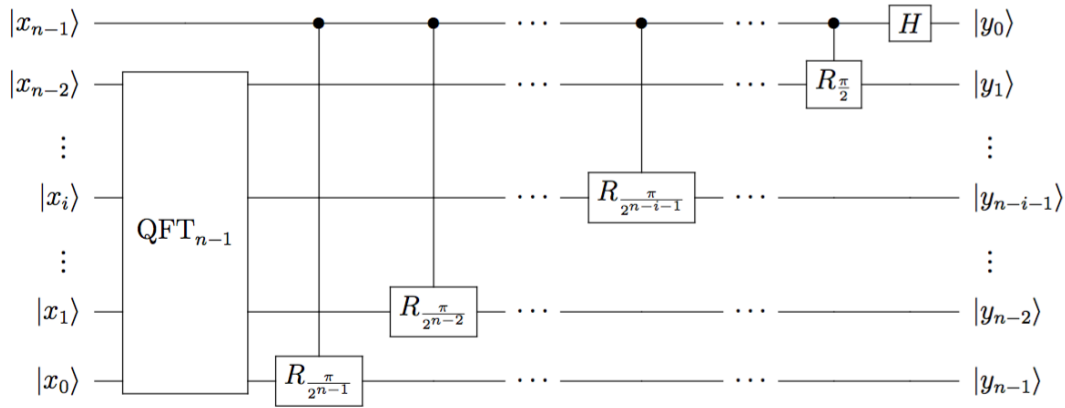 |x_{n−1}⟩ ⋯ ⋯ H |y_0⟩
|x_{n−2}⟩ ⋯ ⋯ R_{π/2} |y_1⟩
⋮ ⋮
|x_i⟩ ⋯ R_{π/2^{n−i−1}} ⋯ |y_{n−i−1}⟩
QFT_{n−1}
⋮ ⋮
|x_1⟩ R_{π/2^{n−2}} ⋯ ⋯ |y_{n−2}⟩
|x_0⟩ R_{π/2^{n−1}} ⋯ ⋯ |y_{n−1}⟩